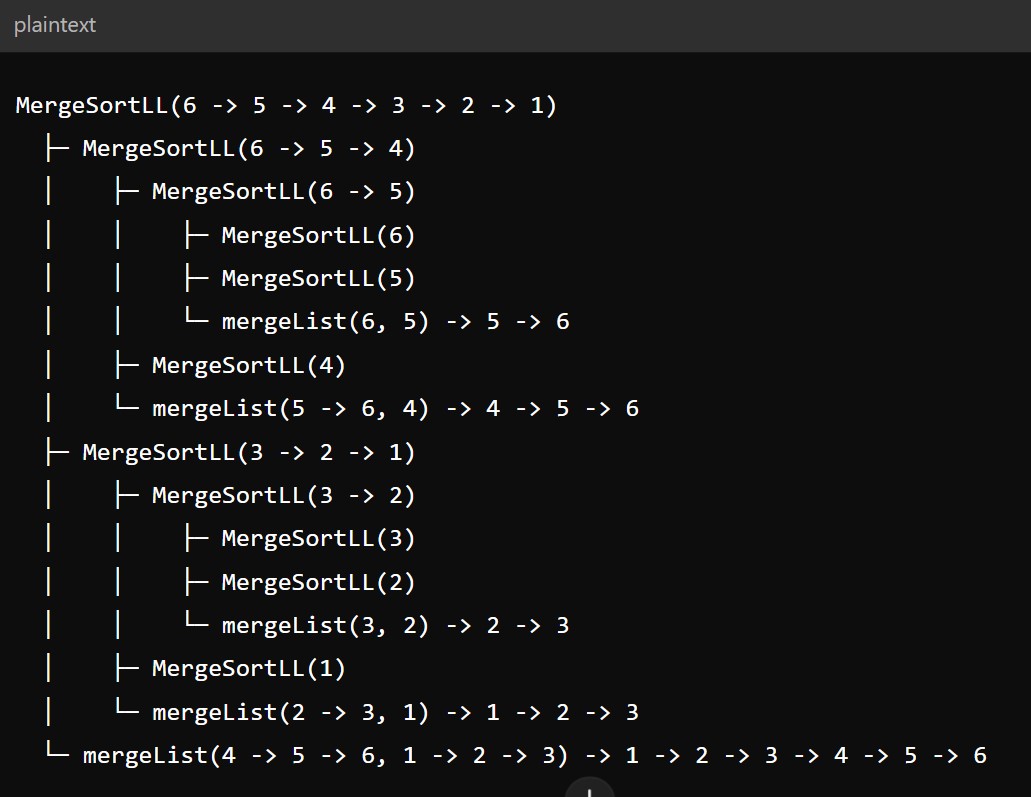 plaintext
MergeSortLL(6 -> 5 -> 4 -> 3 -> 2 -> 1)
  ├─ MergeSortLL(6 -> 5 -> 4)
  │    ├─ MergeSortLL(6 -> 5)
  │    │    ├─ MergeSortLL(6)
  │    │    ├─ MergeSortLL(5)
  │    │    └─ mergeList(6, 5) -> 5 -> 6
  │    ├─ MergeSortLL(4)
  │    └─ mergeList(5 -> 6, 4) -> 4 -> 5 -> 6
  ├─ MergeSortLL(3 -> 2 -> 1)
  │    ├─ MergeSortLL(3 -> 2)
  │    │    ├─ MergeSortLL(3)
  │    │    ├─ MergeSortLL(2)
  │    │    └─ mergeList(3, 2) -> 2 -> 3
  │    ├─ MergeSortLL(1)
  │    └─ mergeList(2 -> 3, 1) -> 1 -> 2 -> 3
  └─ mergeList(4 -> 5 -> 6, 1 -> 2 -> 3) -> 1 -> 2 -> 3 -> 4 -> 5 -> 6